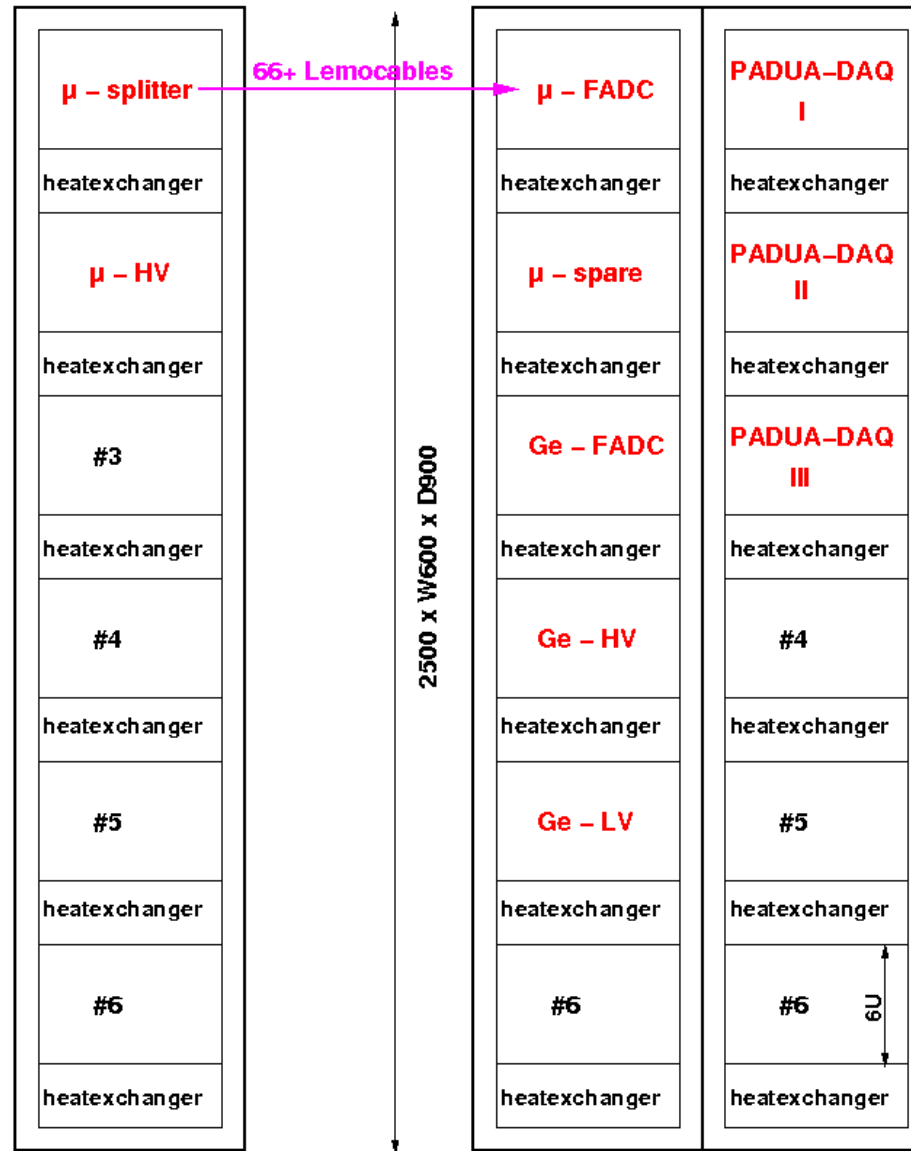 μ – splitter
heatexchanger
μ – HV
heatexchanger
#3
heatexchanger
#4
heatexchanger
#5
heatexchanger
#6
heatexchanger
66+ Lemocables
2500 x W600 x D900
μ – FADC
heatexchanger
μ – spare
heatexchanger
Ge – FADC
heatexchanger
Ge – HV
heatexchanger
Ge – LV
heatexchanger
#6
heatexchanger
PADUA–DAQ
I
heatexchanger
PADUA–DAQ
II
heatexchanger
PADUA–DAQ
III
heatexchanger
#4
heatexchanger
#5
heatexchanger
#6
6U
heatexchanger